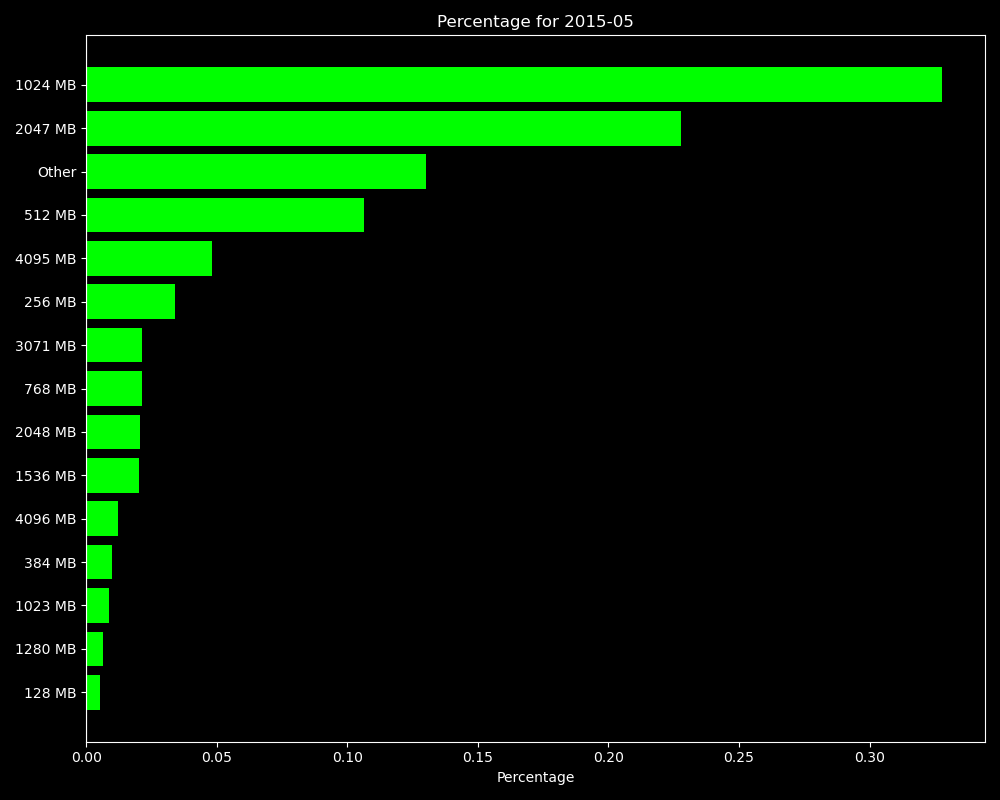 Percentage for 2015-05
1024 MB
2047 MB
Other
512 MB
4095 MB
256 MB
3071 MB
768 MB
2048 MB
1536 MB
4096 MB
384 MB
1023 MB
1280 MB
128 MB
0.00 0.05 0.10 0.15 0.20 0.25 0.30
Percentage